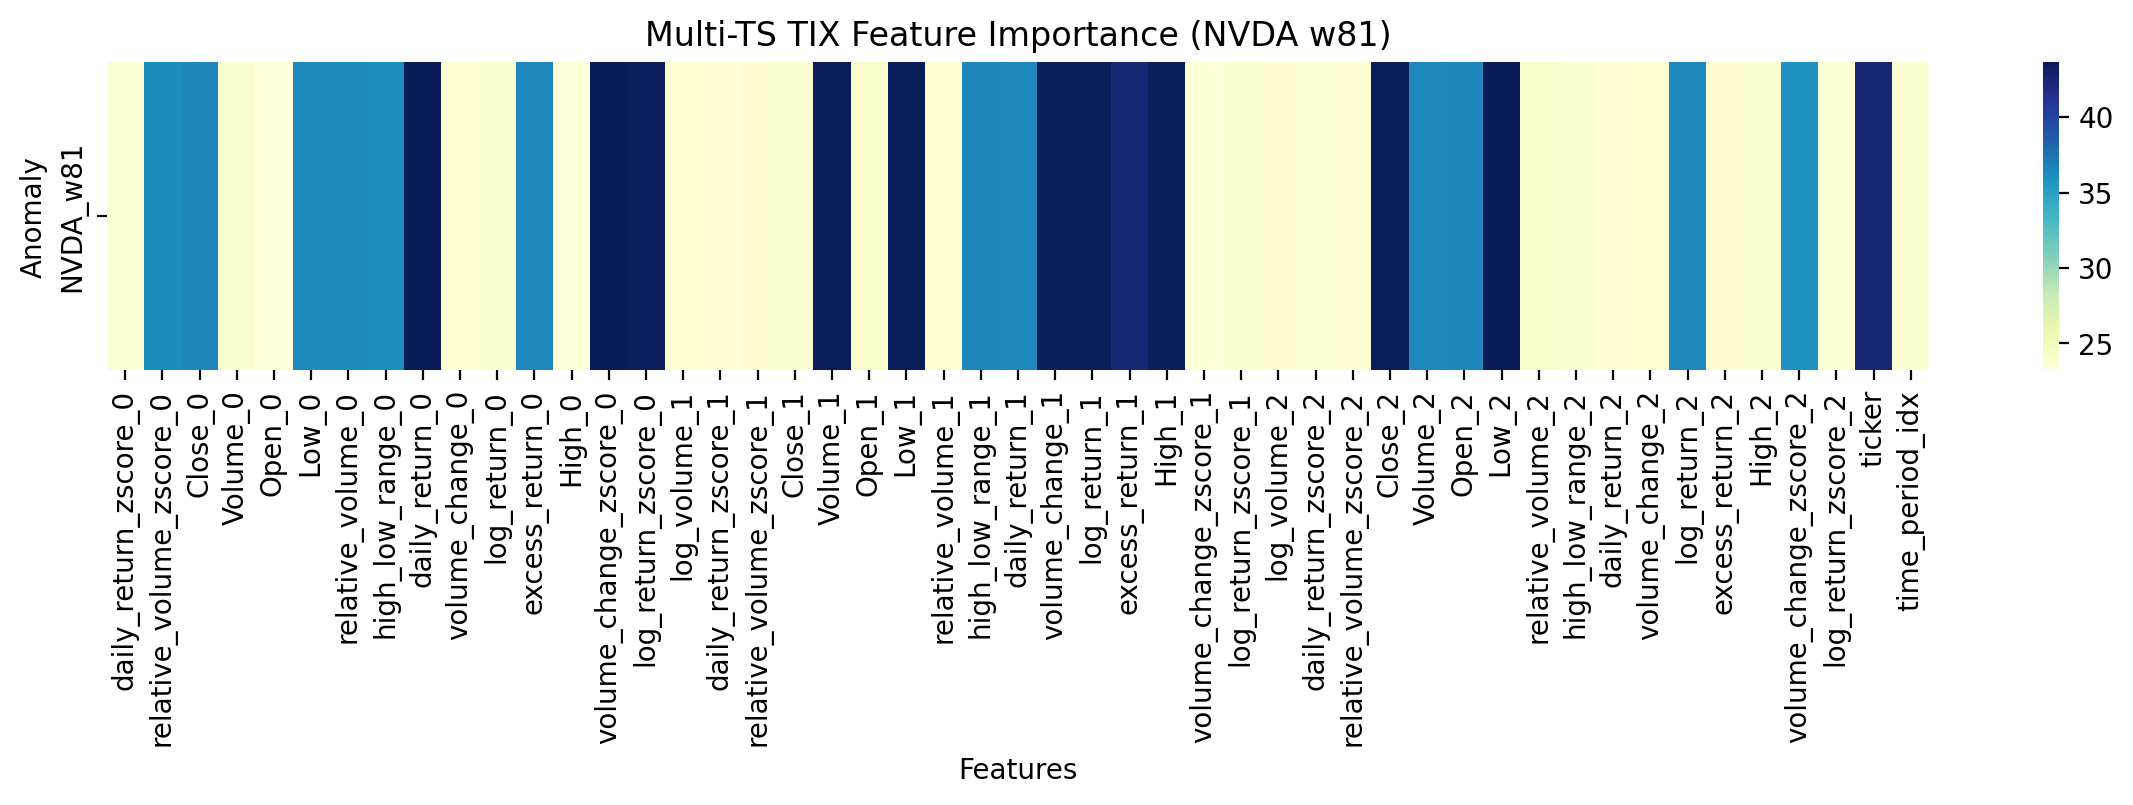 Multi-TS TIX Feature Importance (NVDA w81)
Anomaly
NVDA_w81
40
35
30
25
daily_return_zscore_0
relative_volume_zscore_0
Close_0
Volume_0
Open_0
Low_0
relative_volume_0
high_low_range_0
daily_return_0
volume_change_0
log_return_0
excess_return_0
High_0
volume_change_zscore_0
log_return_zscore_0
log_volume_1
daily_return_zscore_1
relative_volume_zscore_1
Close_1
Volume_1
Open_1
Low_1
relative_volume_1
high_low_range_1
daily_return_1
volume_change_1
log_return_1
excess_return_1
High_1
volume_change_zscore_1
log_return_zscore_1
log_volume_2
daily_return_zscore_2
relative_volume_zscore_2
Close_2
Volume_2
Open_2
Low_2
relative_volume_2
high_low_range_2
daily_return_2
volume_change_2
log_return_2
excess_return_2
High_2
volume_change_zscore_2
log_return_zscore_2
ticker
time_period_idx
Features